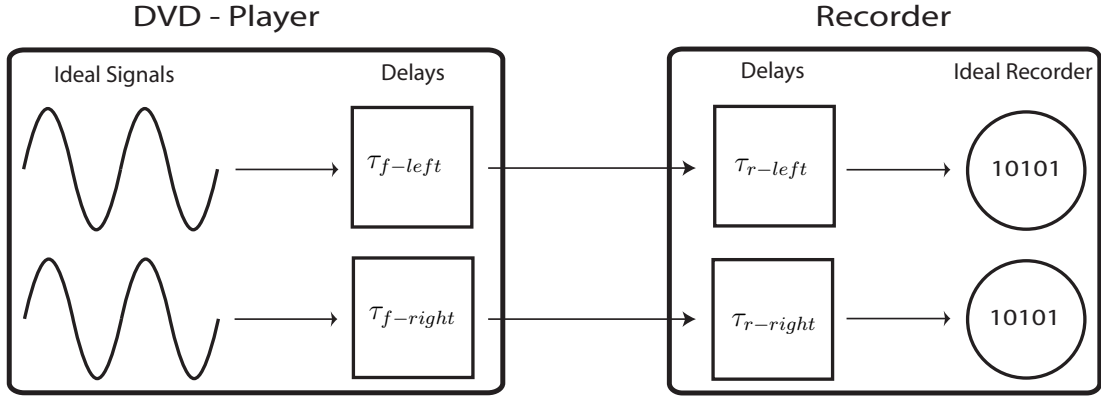 DVD - Player
Recorder
Ideal Signals
Delays
Delays
Ideal Recorder
τf−left
τr−left
10101
τf−right
τr−right
10101